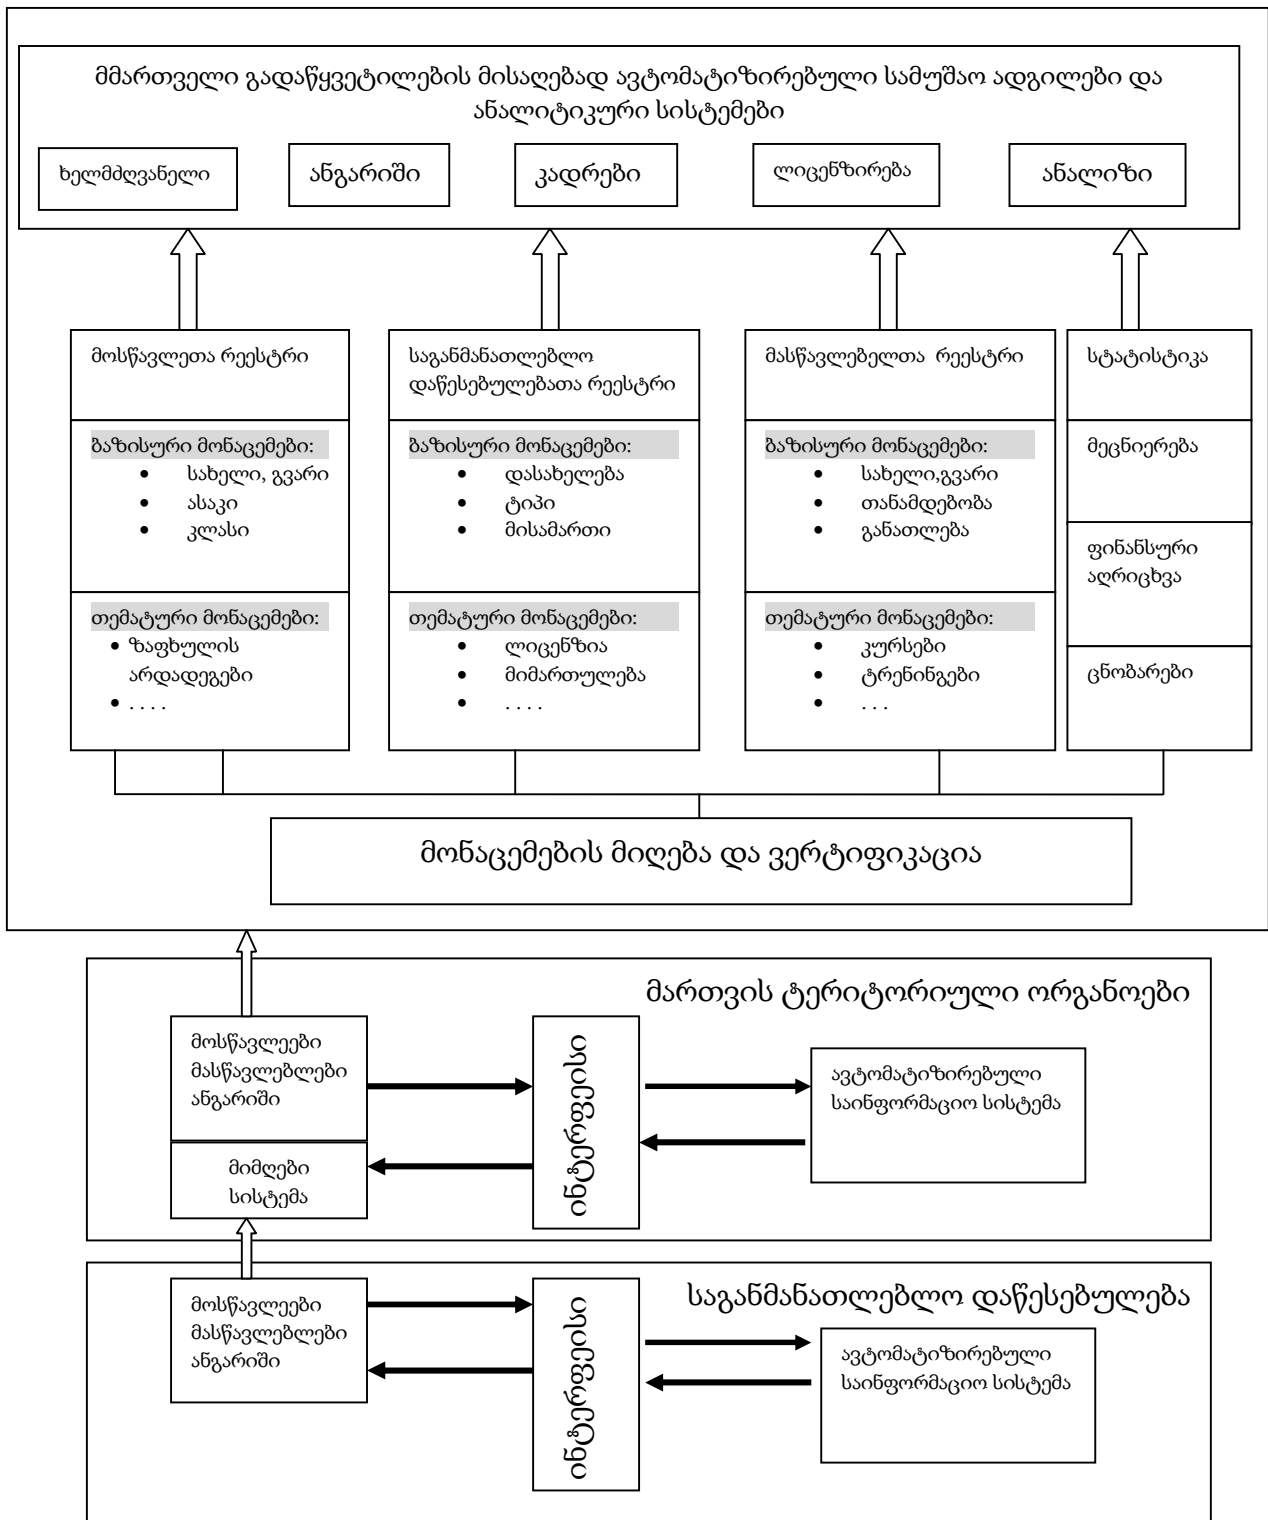 მმართველი გადაწყვეტილების მისაღებად ავტომატიზირებული სამუშაო ადგილები და
ანალიტიკური სისტემები
ხელმძღვანელი
ანგარიში
კადრები
ლიცენზირება
ანალიზი
მოსწავლეთა რეესტრი
ბაზისური მონაცემები:
• სახელი, გვარი
• ასაკი
• კლასი
თემატური მონაცემები:
• ზაფხულის
არდადეგები
• . . . .
საგანმანათლებლო
დაწესებულებათა რეესტრი
ბაზისური მონაცემები:
• დასახელება
• ტიპი
• მისამართი
თემატური მონაცემები:
• ლიცენზია
• მიმართულება
• . . . .
მასწავლებელთა რეესტრი
ბაზისური მონაცემები:
• სახელი,გვარი
• თანამდებობა
• განათლება
თემატური მონაცემები:
• კურსები
• ტრენინგები
• . . .
სტატისტიკა
მეცნიერება
ფინანსური
აღრიცხვა
ცნობარები
მონაცემების მიღება და ვერტიფიკაცია
მართვის ტერიტორიული ორგანოები
მოსწავლეები
მასწავლებლები
ანგარიში
მიმღები
სისტემა
ინტერფეისი
ავტომატიზირებული
საინფორმაციო სისტემა
საგანმანათლებლო დაწესებულება
მოსწავლეები
მასწავლებლები
ანგარიში
ინტერფეისი
ავტომატიზირებული
საინფორმაციო სისტემა